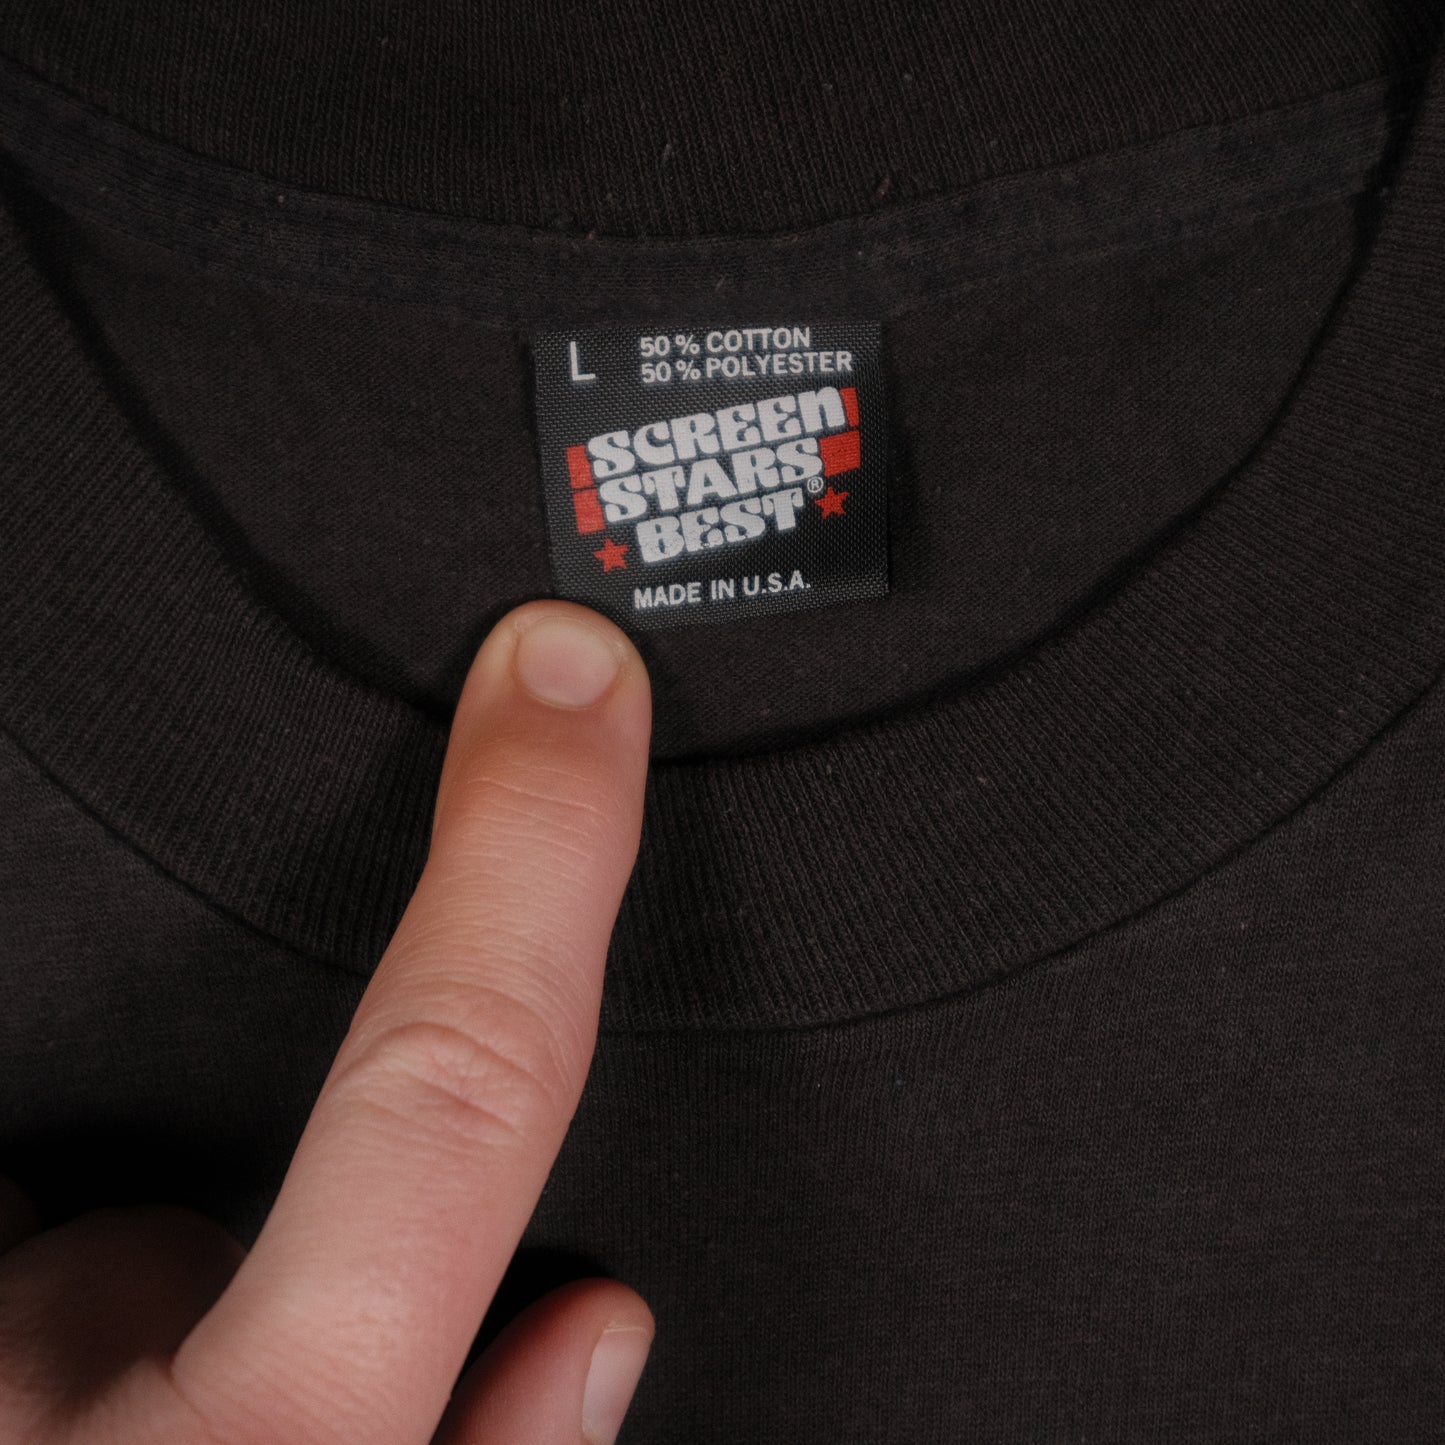 L
50% COTTON
50% POLYESTER
SCREEN
STARS
BEST®
MADE IN U.S.A.